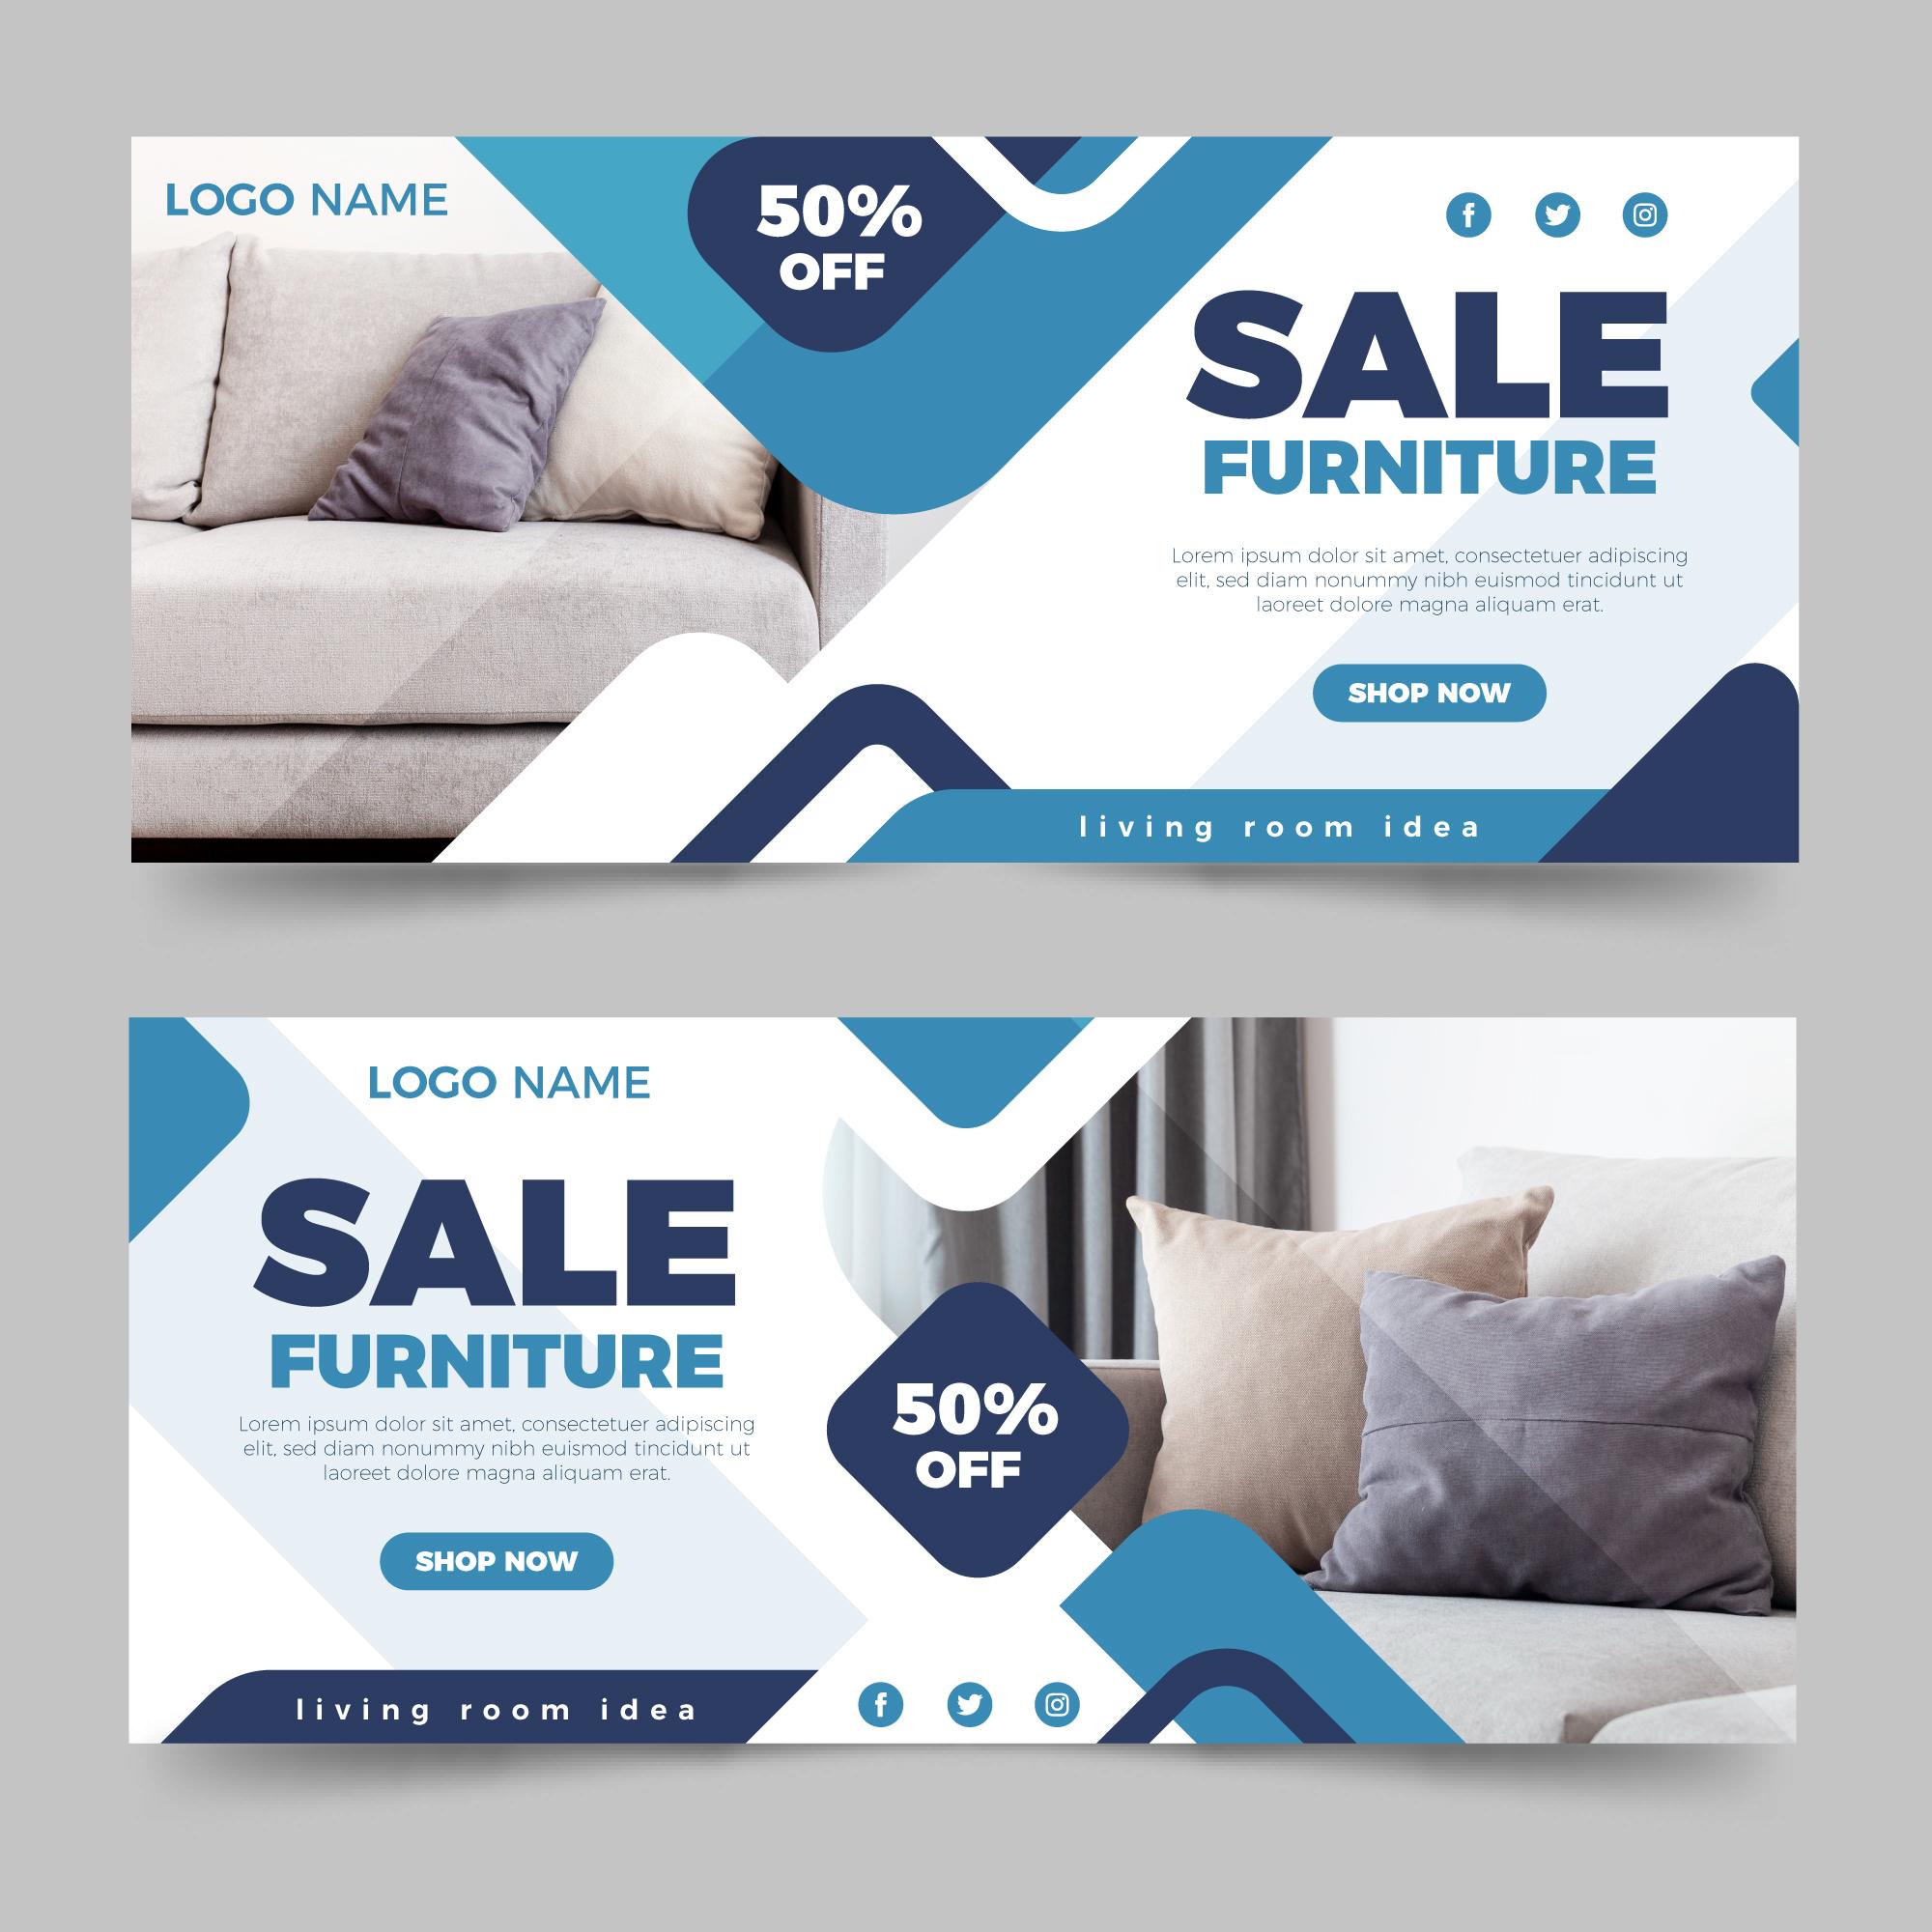 LOGO NAME
50%
OFF
SALE
FURNITURE
Lorem ipsum dolor sit amet, consectetuer adipiscing
elit, sed diam nonummy nibh euismod tincidunt ut
laoreet dolore magna aliquam erat.
SHOP NOW
living room idea
LOGO NAME
SALE
FURNITURE
Lorem ipsum dolor sit amet, consectetuer adipiscing
elit, sed diam nonummy nibh euismod tincidunt ut
laoreet dolore magna aliquam erat.
SHOP NOW
50%
OFF
living room idea